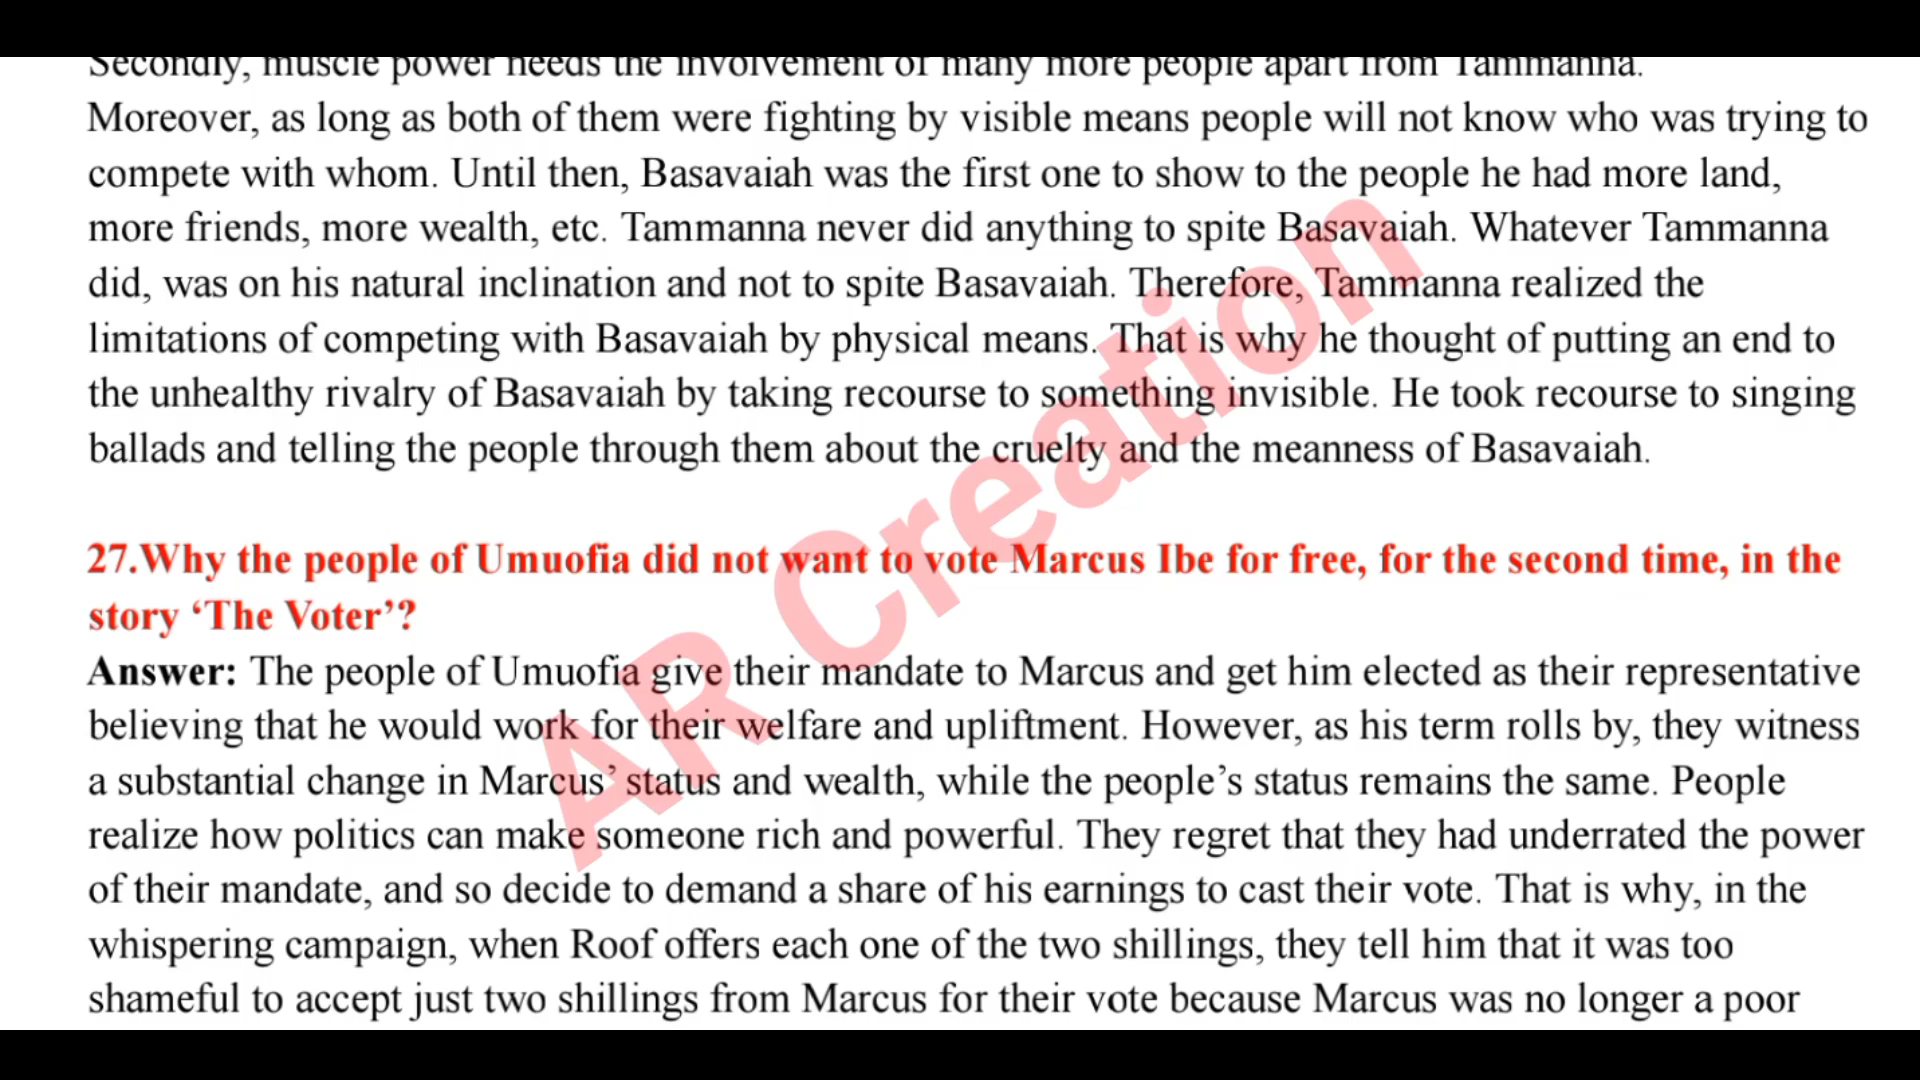 Secondly, muscle power needs the involvement of many more people apart from Tammanna.
Moreover, as long as both of them were fighting by visible means people will not know who was trying to
compete with whom. Until then, Basavaiah was the first one to show to the people he had more land,
more friends, more wealth, etc. Tammanna never did anything to spite Basavaiah. Whatever Tammanna
did, was on his natural inclination and not to spite Basavaiah. Therefore, Tammanna realized the
limitations of competing with Basavaiah by physical means. That is why he thought of putting an end to
the unhealthy rivalry of Basavaiah by taking recourse to something invisible. He took recourse to singing
ballads and telling the people through them about the cruelty and the meanness of Basavaiah.
27.Why the people of Umuofia did not want to vote Marcus Ibe for free, for the second time, in the
story ‘The Voter’?
Answer: The people of Umuofia give their mandate to Marcus and get him elected as their representative
believing that he would work for their welfare and upliftment. However, as his term rolls by, they witness
a substantial change in Marcus’ status and wealth, while the people’s status remains the same. People
realize how politics can make someone rich and powerful. They regret that they had underrated the power
of their mandate, and so decide to demand a share of his earnings to cast their vote. That is why, in the
whispering campaign, when Roof offers each one of the two shillings, they tell him that it was too
shameful to accept just two shillings from Marcus for their vote because Marcus was no longer a poor
AR Creation